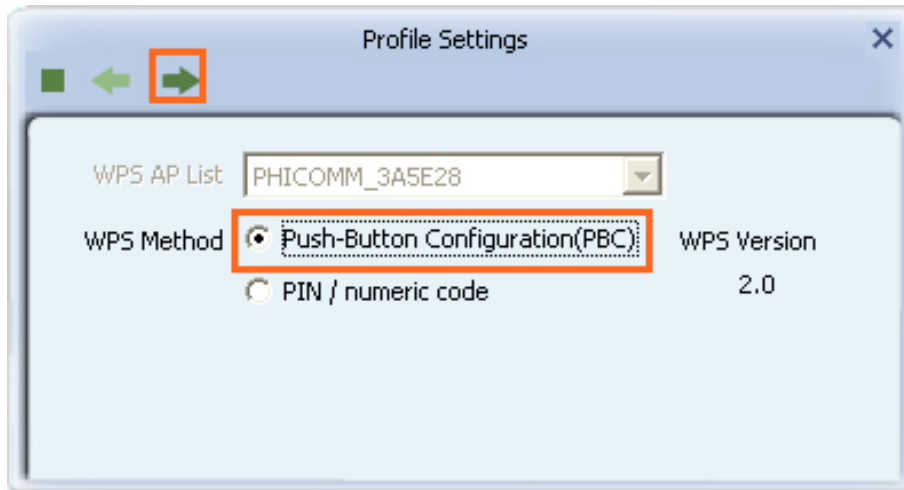 Profile Settings
WPS AP List PHICOMM_3A5E28
WPS Method Push-Button Configuration(PBC) WPS Version
PIN / numeric code 2.0